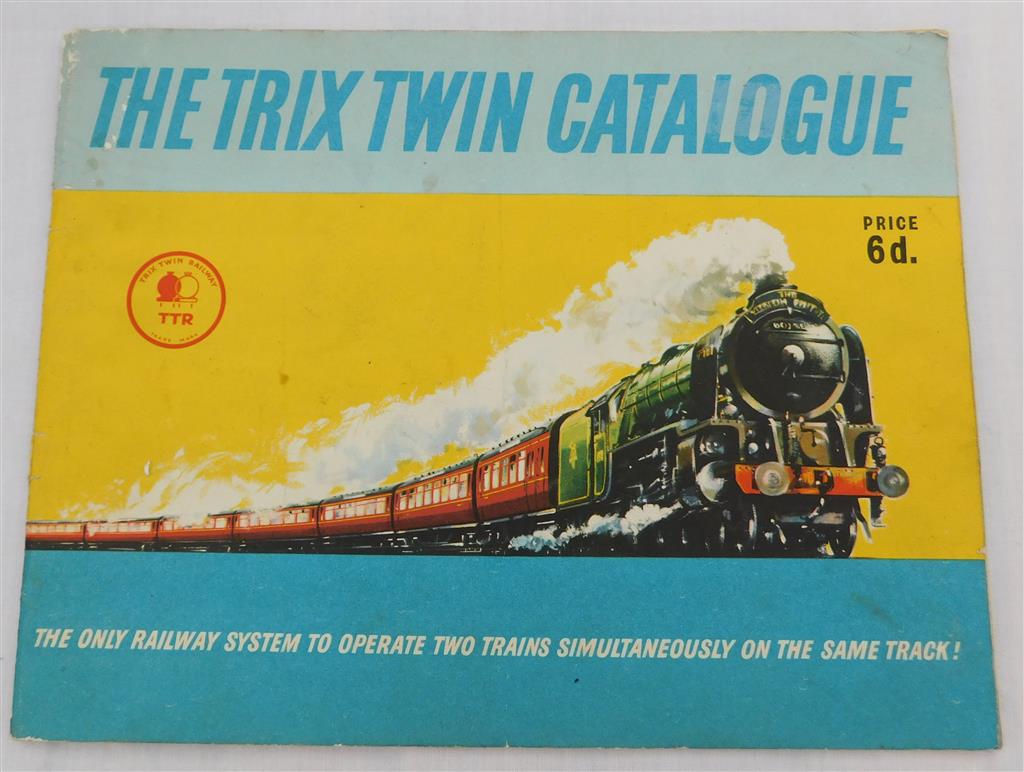 THE TRIX TWIN CATALOGUE
PRICE
6d.
TRIX TWIN RAILWAY
TTR
TRADE - MARK
THE
THE ONLY RAILWAY SYSTEM TO OPERATE TWO TRAINS SIMULTANEOUSLY ON THE SAME TRACK!